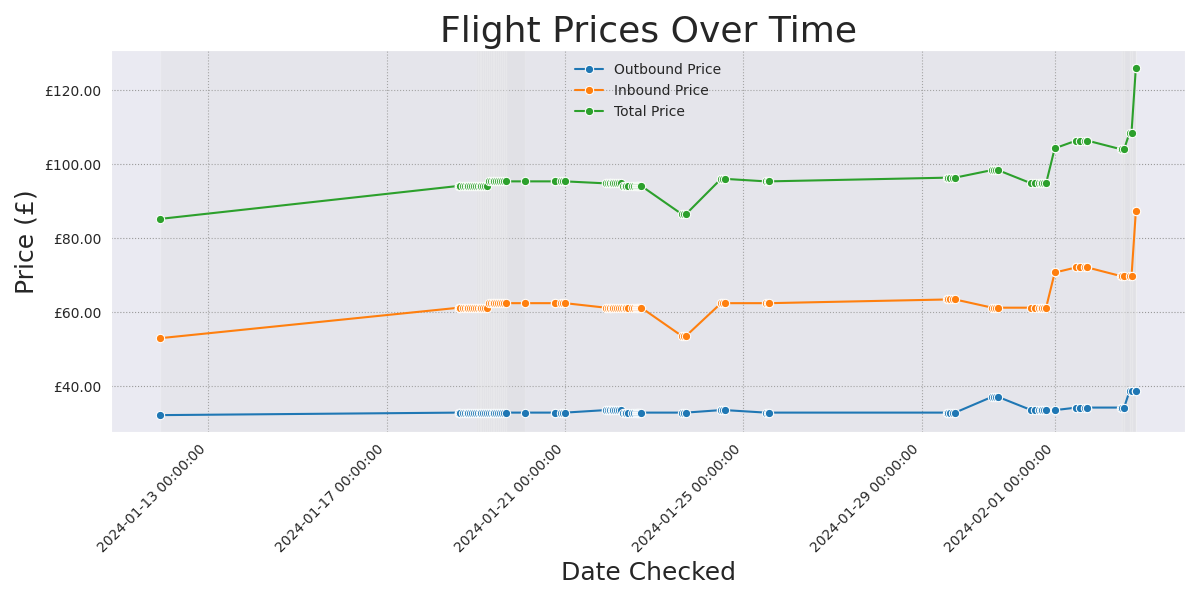 Flight Prices Over Time
Outbound Price
Inbound Price
Total Price
£120.00
£100.00
£80.00
£60.00
£40.00
Price (£)
2024-01-13 00:00:00
2024-01-17 00:00:00
2024-01-21 00:00:00
2024-01-25 00:00:00
2024-01-29 00:00:00
2024-02-01 00:00:00
Date Checked